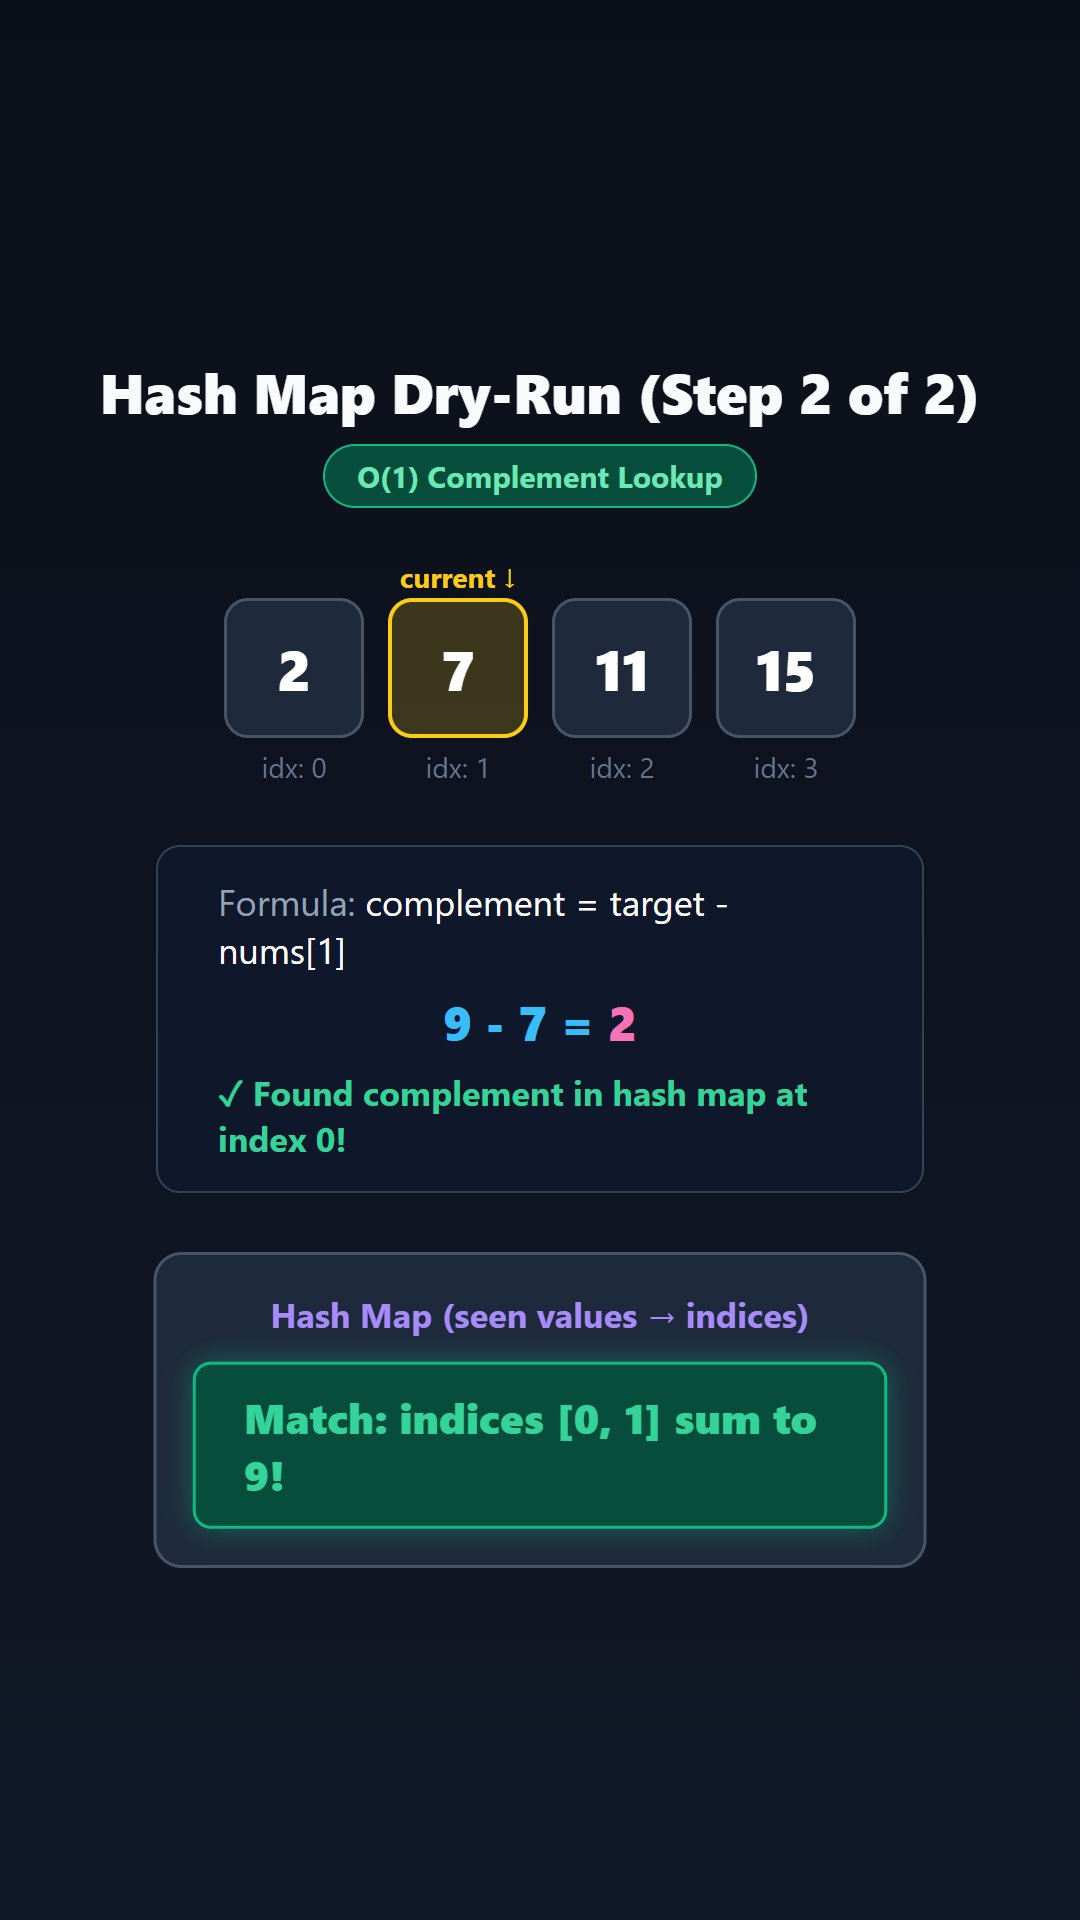 Hash Map Dry-Run (Step 2 of 2)
O(1) Complement Lookup
current ↓
2 7 11 15
idx: 0 idx: 1 idx: 2 idx: 3
Formula: complement = target -
nums[1]
9 - 7 = 2
✓ Found complement in hash map at
index 0!
Hash Map (seen values → indices)
Match: indices [0, 1] sum to
9!